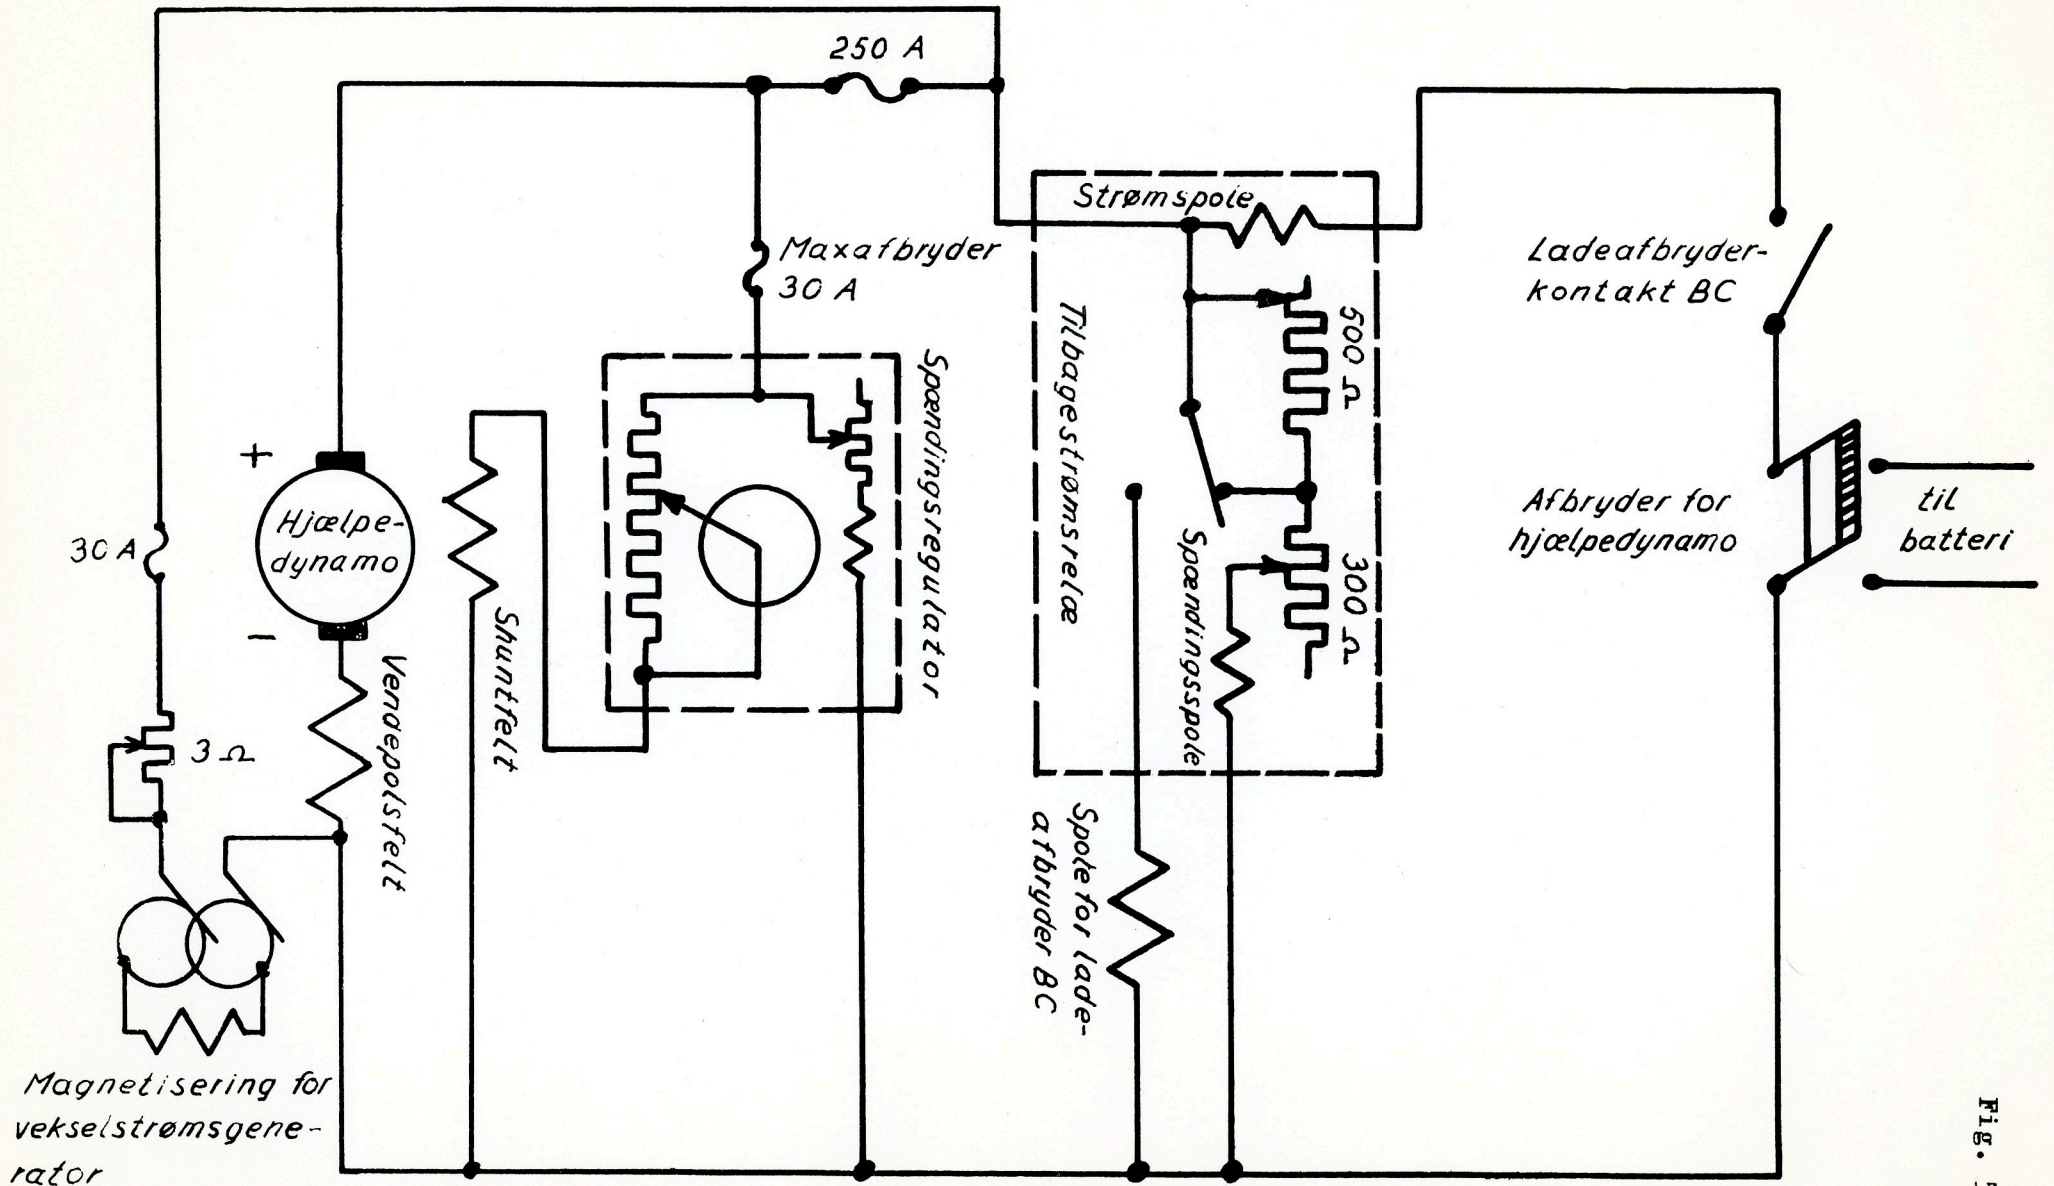 250 A
Strømspole
Maxafbryder
30 A
Ladeafbryder-
kontakt BC
Tilbagestrømsrelæ
500 Ω
Spændingsregulator
+
Hjælpe-
dynamo
-
30 A
Afbryder for
hjælpedynamo
til
batteri
Spændingsspole
300 Ω
Shuntfelt
Vendepolsfelt
3 Ω
Spole for lade-
afbryder BC
Magnetisering for
vekselstrømsgene-
rator
Fig.